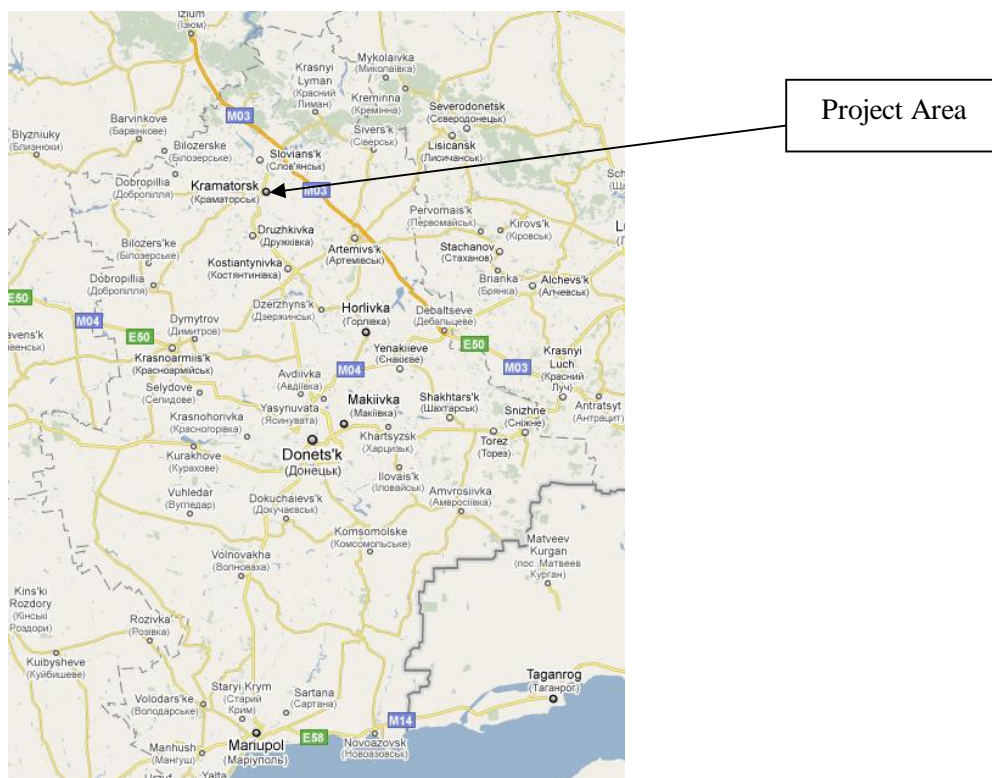 Izium
(Ізюм)
Mykolaivka
(Миколаївка)
Krasnyi
Lyman
(Красний
Лиман)
Kreminna
(Кремінна)
Project Area
M03
Severodonetsk
(Сєвєродонецьк)
Barvinkove
(Барвінкове)
Blyzniuky
(Близнюки)
Sivers'k
(Сіверськ)
Lisicansk
(Лисичанськ)
Bilozerske
(Білозерське)
Slovians'k
(Слов'янськ)
Dobropillia
(Добропілля)
Kramatorsk
(Краматорськ)
M03
Pervomais'k
(Первомайськ)
Kirovs'k
(Кіровськ)
Druzhkivka
(Дружківка)
Bilozers'ke
(Білозерське)
Artemivs'k
(Артемівськ)
Stachanov
(Стаханов)
Kostiantynivka
(Костянтинівка)
Dobropillia
(Добропілля)
Brianka
(Брянка)
Alchevs'k
(Алчевськ)
E50
Dzerzhyns'k
(Дзержинськ)
Horlivka
(Горлівка)
Debaltseve
(Дебальцеве)
M04
Dymytrov
(Димитров)
E50
E50
Krasnoarmiis'k
(Красноармійськ)
Yenakiieve
(Єнакієве)
M03
Krasnyi
Luch
(Красний
Луч)
Avdiivka
(Авдіївка)
M04
Selydove
(Селидове)
Yasynuvata
(Ясинувата)
Makiivka
(Макіївка)
Shakhtars'k
(Шахтарськ)
Snizhne
(Сніжне)
Antratsyt
(Антрацит)
Krasnohorivka
(Красногорівка)
Khartsyzsk
(Харцизьк)
Torez
(Торез)
Donets'k
(Донецьк)
Kurakhove
(Курахове)
Ilovais'k
(Іловайськ)
Vuhledar
(Вугледар)
Dokuchaievs'k
(Докучаєвськ)
Amvrosiivka
(Амвросіївка)
Komsomolske
(Комсомольське)
Matveev
Kurgan
(пос. Матвеев
Курган)
Volnovakha
(Волноваха)
Kins'ki
Rozdory
(Кінські
Роздори)
Rozivka
(Розівка)
Kuibysheve
(Куйбишеве)
Taganrog
(Таганрог)
Staryi Krym
(Старий
Крим)
Sartana
(Сартана)
Volodars'ke
(Володарське)
M14
Mariupol
(Маріуполь)
E58
Novoazovsk
(Новоазовськ)
Manhush
(Мангуш)
Yalta